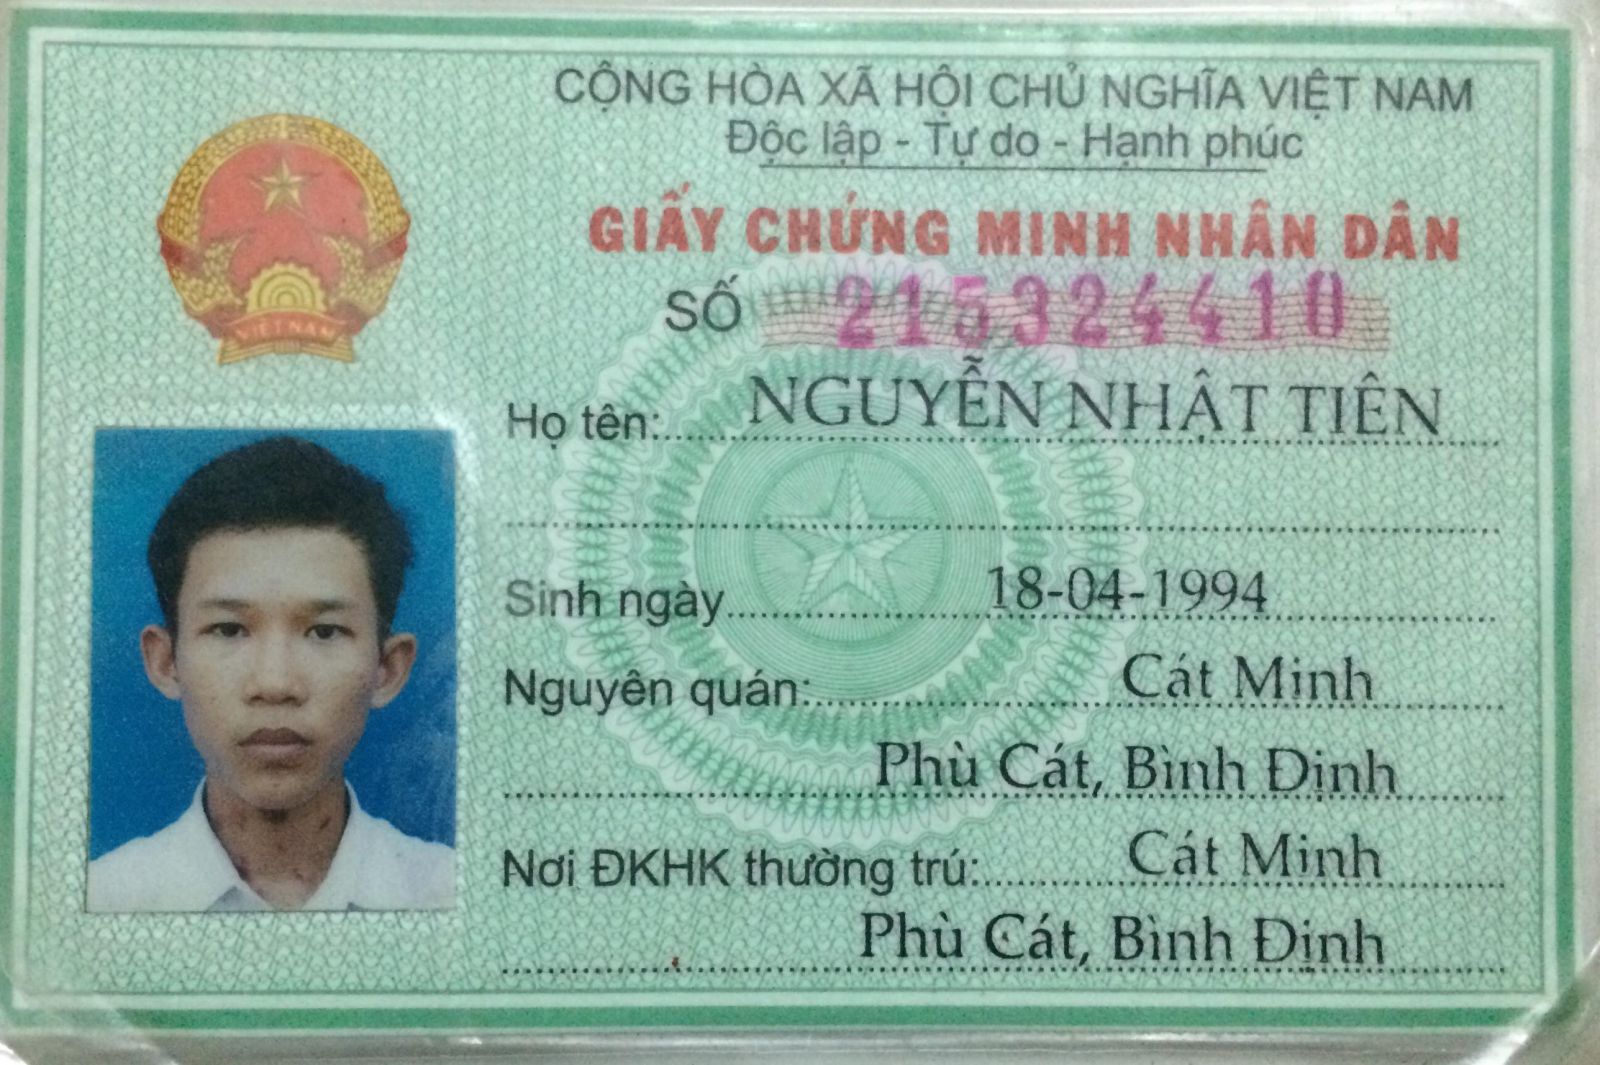 CỘNG HÒA XÃ HỘI CHỦ NGHĨA VIỆT NAM
Độc lập - Tự do - Hạnh phúc
GIẤY CHỨNG MINH NHÂN DÂN
SỐ 215324410
VIỆT NAM
Họ tên: NGUYỄN NHẬT TIÊN
Sinh ngày 18-04-1994
Nguyên quán: Cát Minh
Phù Cát, Bình Định
Nơi ĐKHK thường trú: Cát Minh
Phù Cát, Bình Định